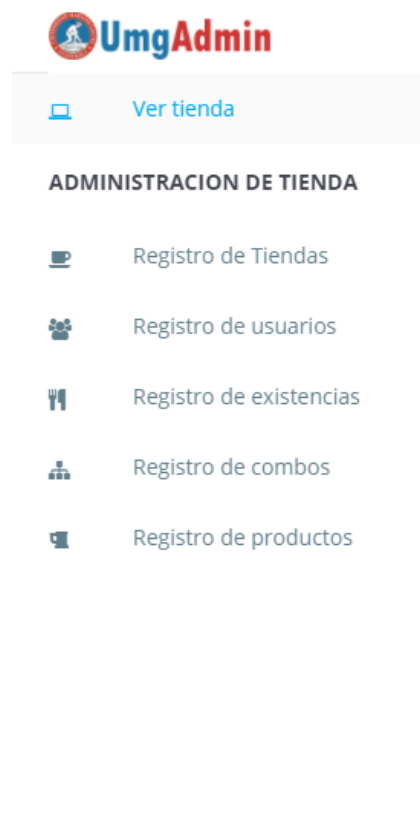 UmgAdmin
Ver tienda
ADMINISTRACION DE TIENDA
Registro de Tiendas
Registro de usuarios
Registro de existencias
Registro de combos
Registro de productos